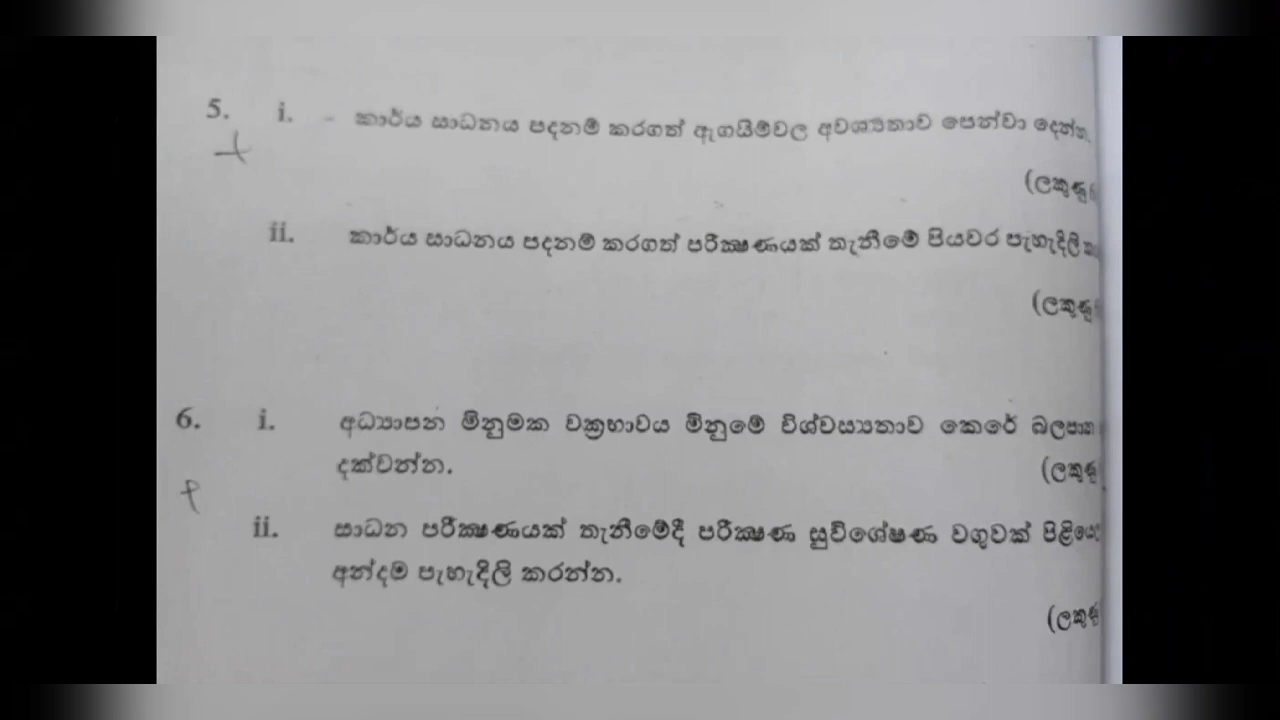 5. i. - කාර්ය සාධනය පදනම් කරගත් ඇගයීම්වල අවශ්‍යතාව පෙන්වා දෙන්න.
(ලකුණු
ii. කාර්ය සාධනය පදනම් කරගත් පරීක්‍ෂණයක් තැනීමේ පියවර පැහැදිලි
(ලකුණු
6. i. අධ්‍යාපන මිනුමක වක්‍රභාවය මිනුමේ විශ්වාස්‍යතාව කෙරේ
දක්වන්න. (ලකුණු
ii. සාධන පරීක්‍ෂණයක් තැනීමේදී පරීක්‍ෂණ සුවිශේෂණ වගුවක්
අන්දම පැහැදිලි කරන්න.
(ලකුණු